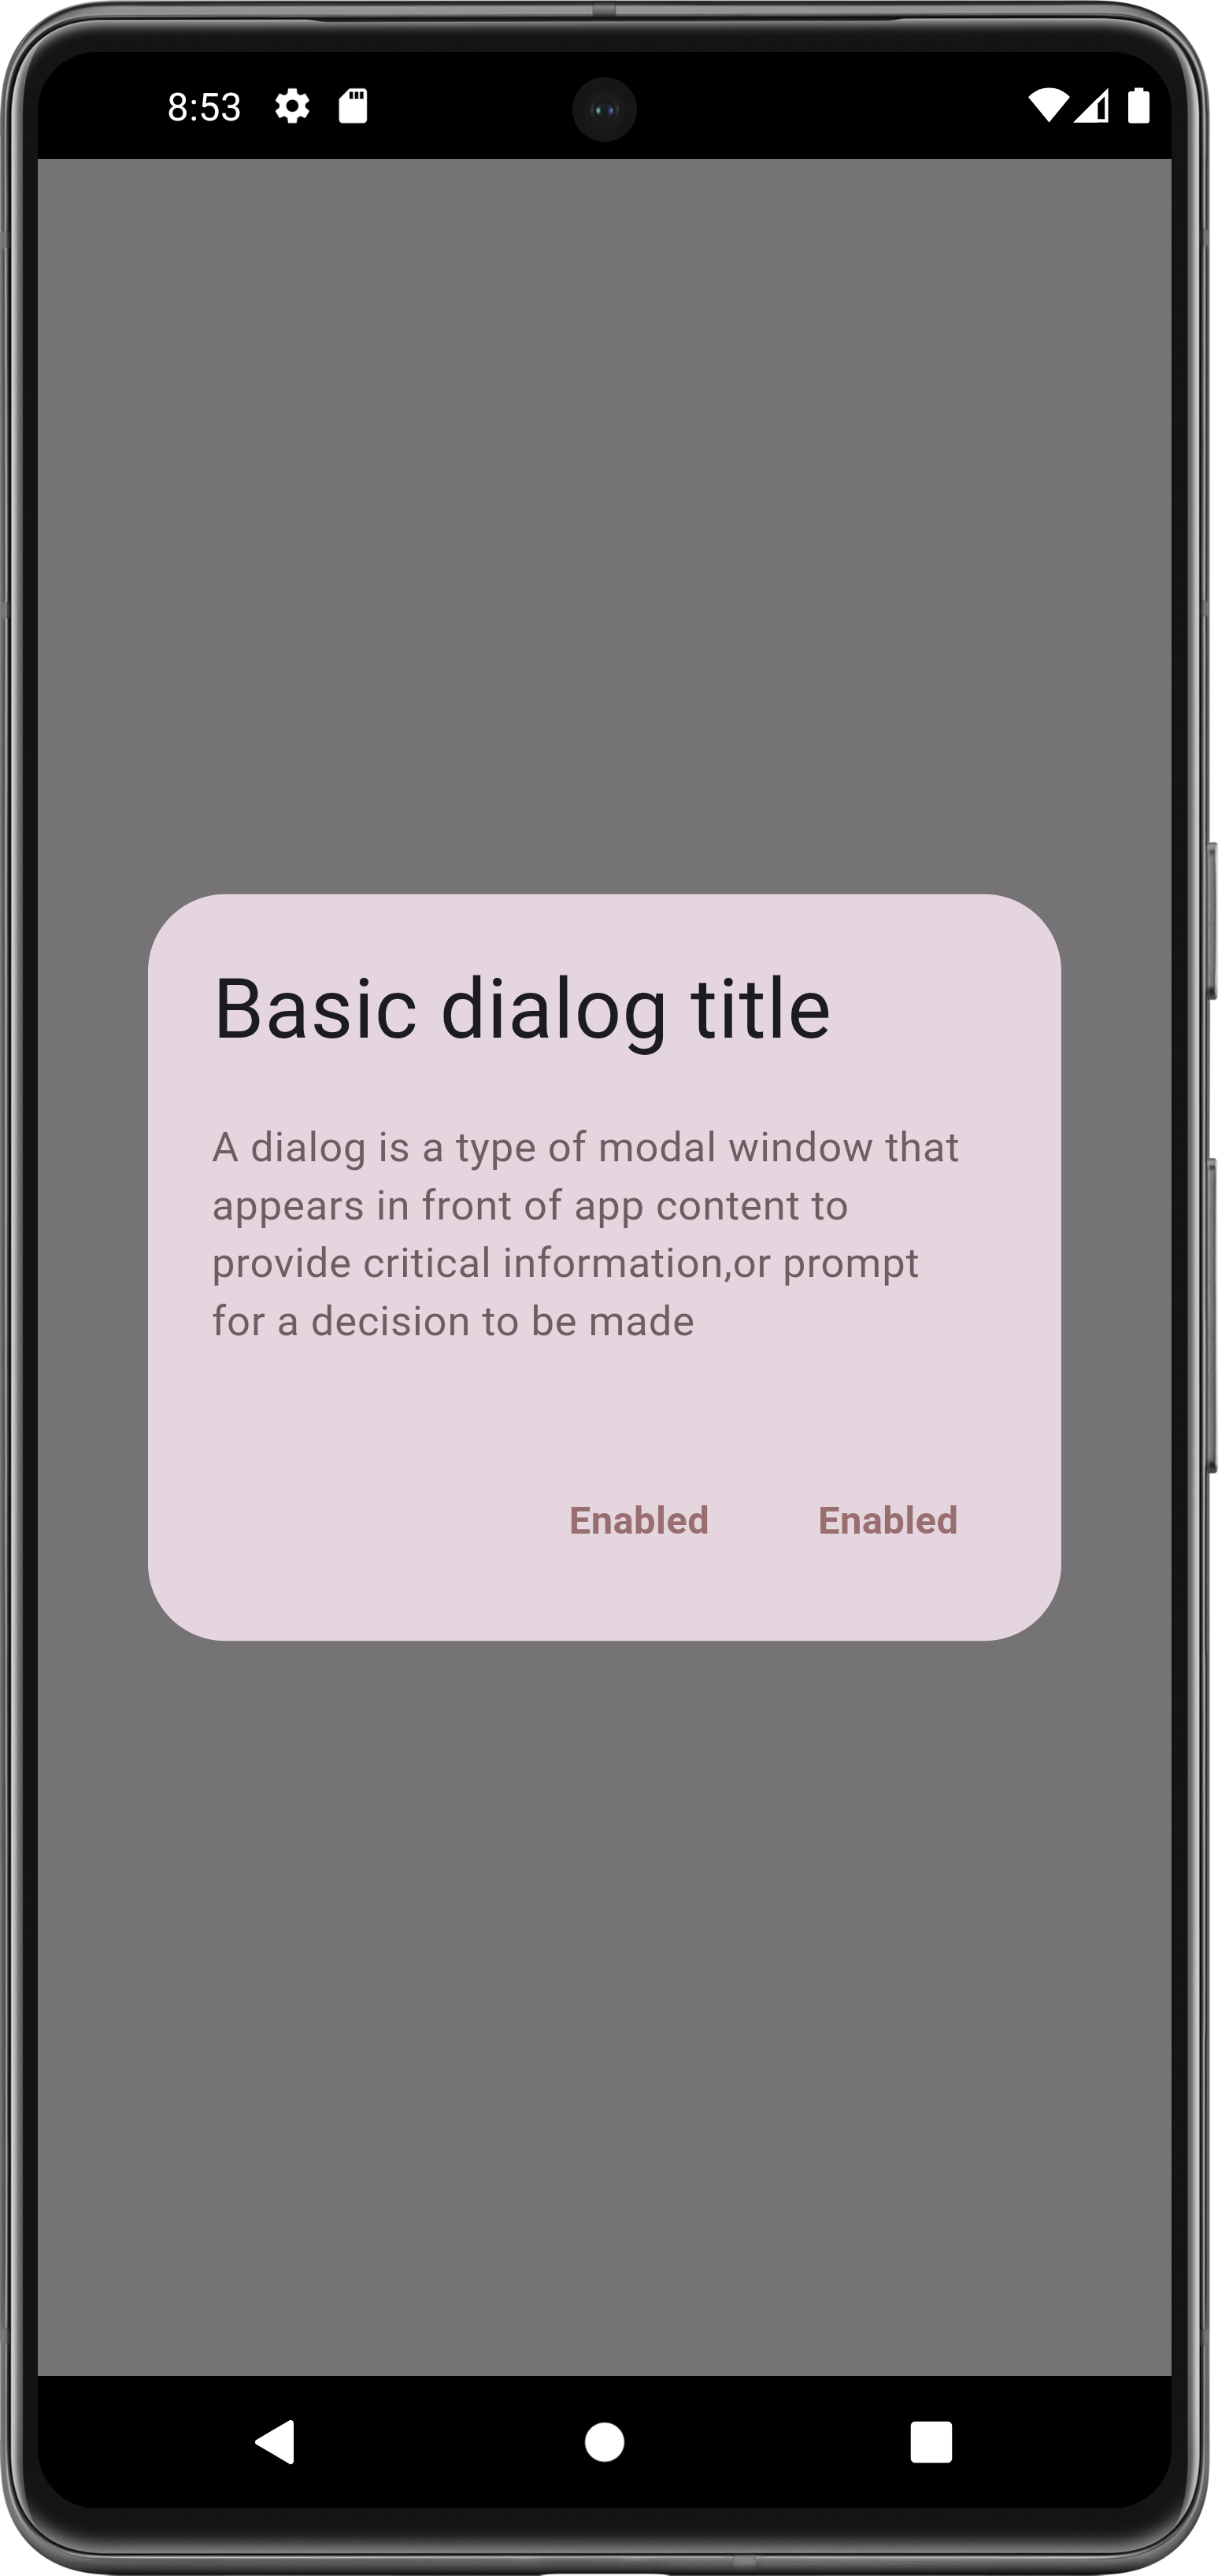 8:53
Basic dialog title
A dialog is a type of modal window that
appears in front of app content to
provide critical information,or prompt
for a decision to be made
Enabled Enabled